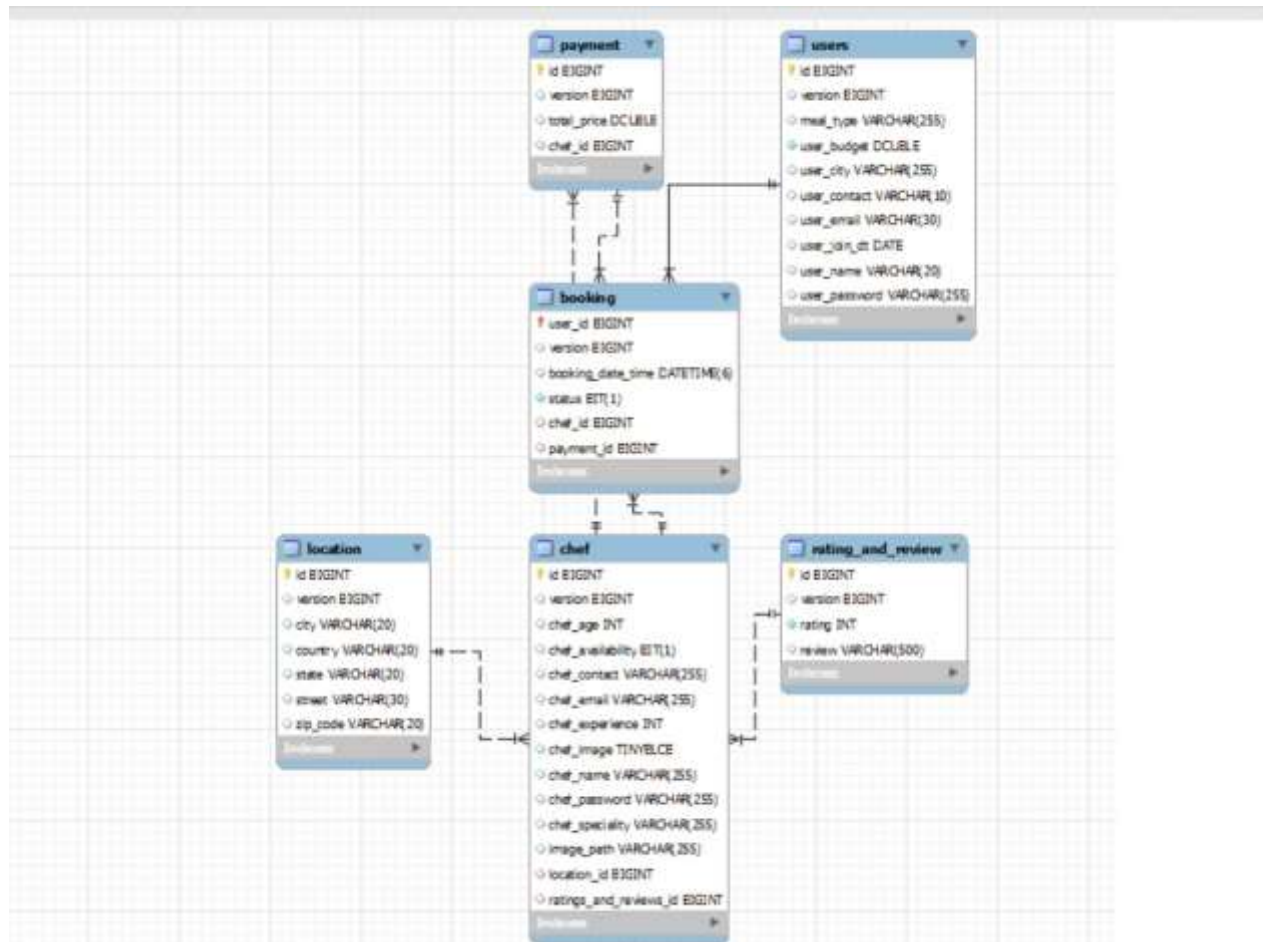 payment
id BIGINT
version BIGINT
total_price DOUBLE
chef_id BIGINT
Indexes
users
id BIGINT
version BIGINT
meal_type VARCHAR(255)
user_budget DOUBLE
user_city VARCHAR(255)
user_contact VARCHAR(10)
user_email VARCHAR(30)
user_join_dt DATE
user_name VARCHAR(20)
user_password VARCHAR(255)
Indexes
booking
user_id BIGINT
version BIGINT
booking_date_time DATETIME(6)
status BIT(1)
chef_id BIGINT
payment_id BIGINT
Indexes
location
id BIGINT
version BIGINT
city VARCHAR(20)
country VARCHAR(20)
state VARCHAR(20)
street VARCHAR(30)
zip_code VARCHAR(20)
Indexes
chef
id BIGINT
version BIGINT
chef_age INT
chef_availability BIT(1)
chef_contact VARCHAR(255)
chef_email VARCHAR(255)
chef_experience INT
chef_image TINYBLOB
chef_name VARCHAR(255)
chef_password VARCHAR(255)
chef_speciality VARCHAR(255)
image_path VARCHAR(255)
location_id BIGINT
ratings_and_reviews_id BIGINT
Indexes
rating_and_review
id BIGINT
version BIGINT
rating INT
review VARCHAR(500)
Indexes